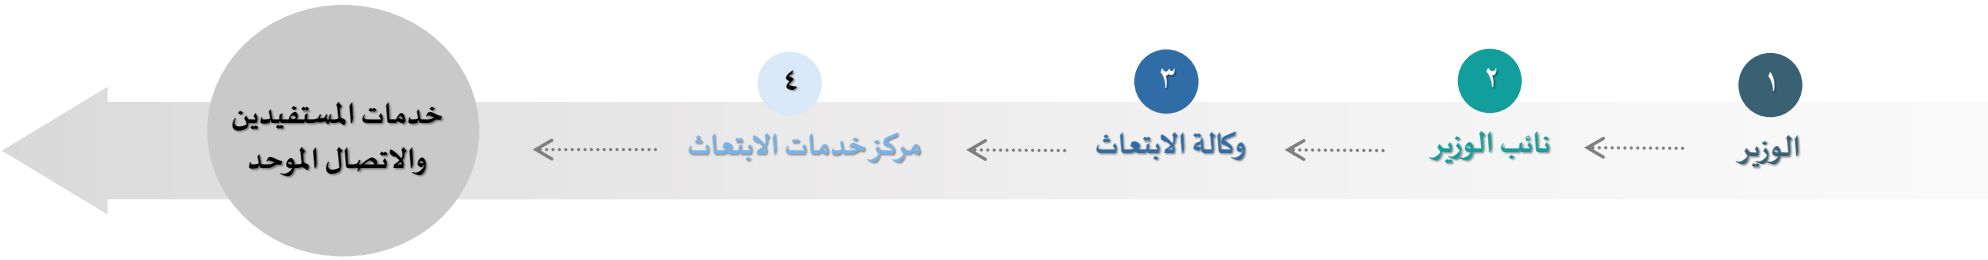 ١
الوزير
٢
نائب الوزير
٣
وكالة الابتعاث
٤
مركز خدمات الابتعاث
خدمات المستفيدين
والاتصال الموحد